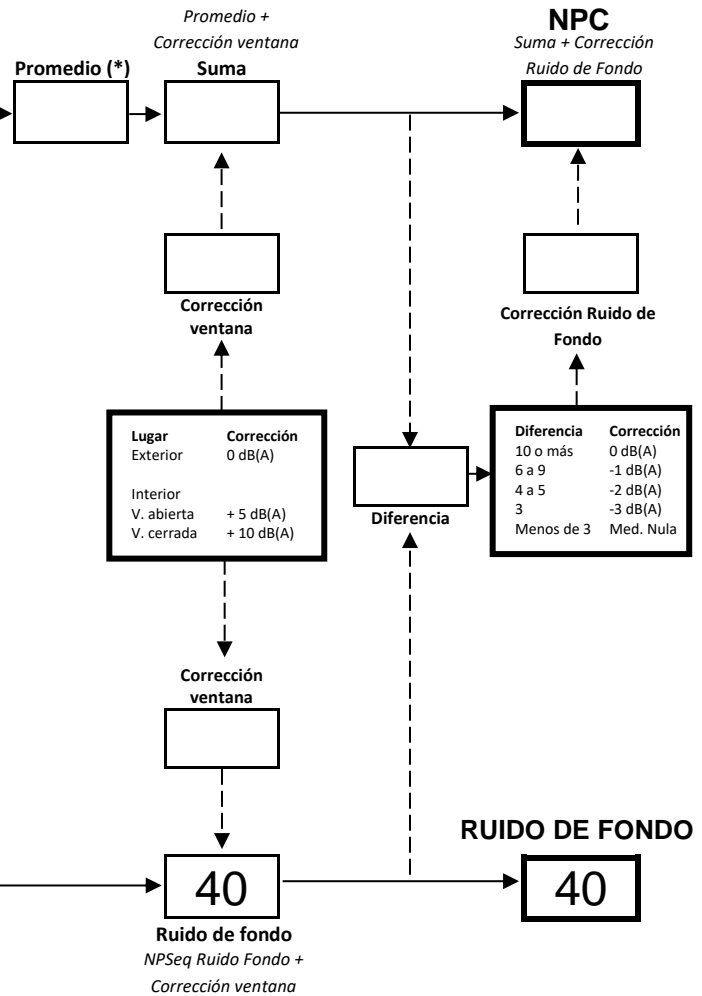 Promedio +
Corrección ventana
NPC
Suma + Corrección
Ruido de Fondo
Promedio (*)
Suma
Corrección
ventana
Corrección Ruido de
Fondo
Lugar Corrección
Exterior 0 dB(A)
Interior
V. abierta + 5 dB(A)
V. cerrada + 10 dB(A)
Diferencia
Diferencia Corrección
10 o más 0 dB(A)
6 a 9 -1 dB(A)
4 a 5 -2 dB(A)
3 -3 dB(A)
Menos de 3 Med. Nula
Corrección
ventana
RUIDO DE FONDO
40
40
Ruido de fondo
NPSeq Ruido Fondo +
Corrección ventana